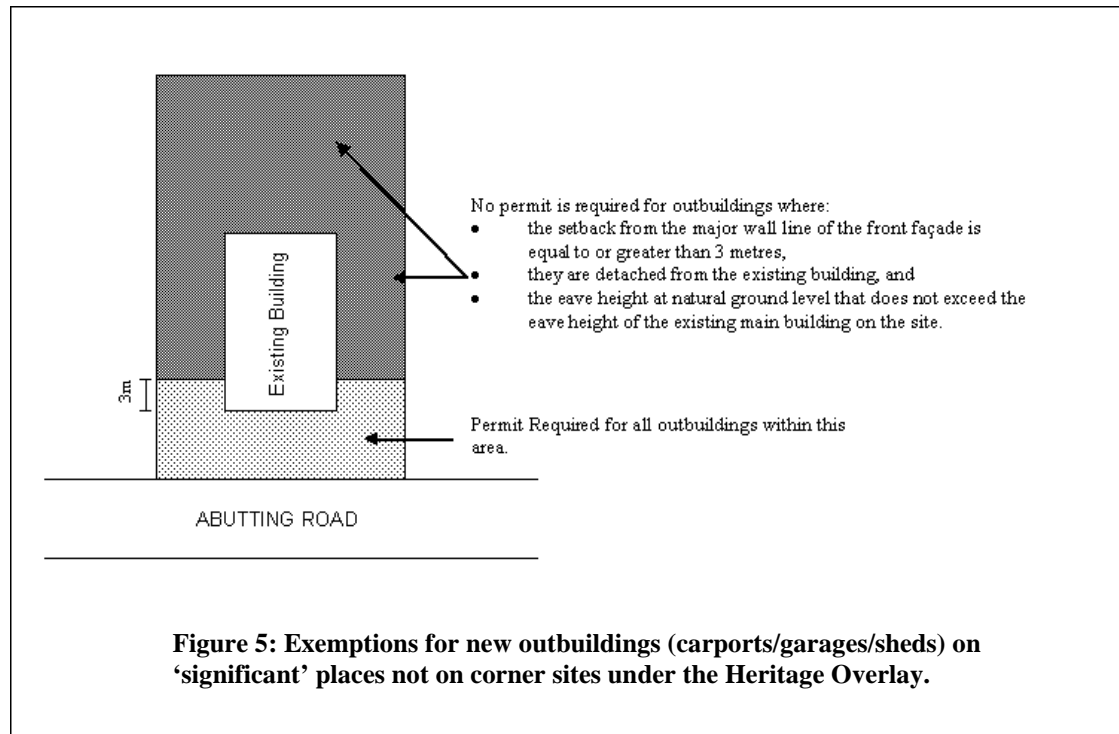 No permit is required for outbuildings where:
• the setback from the major wall line of the front façade is
equal to or greater than 3 metres,
• they are detached from the existing building, and
• the eave height at natural ground level that does not exceed the
eave height of the existing main building on the site.
Existing Building
3m
Permit Required for all outbuildings within this
area.
ABUTTING ROAD
Figure 5: Exemptions for new outbuildings (carports/garages/sheds) on
‘significant’ places not on corner sites under the Heritage Overlay.